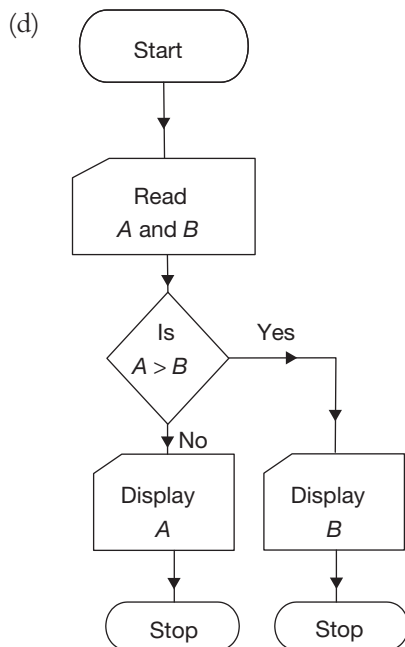 (d)
Start
Read
A and B
Is
A > B
Yes
No
Display
A
Display
B
Stop
Stop